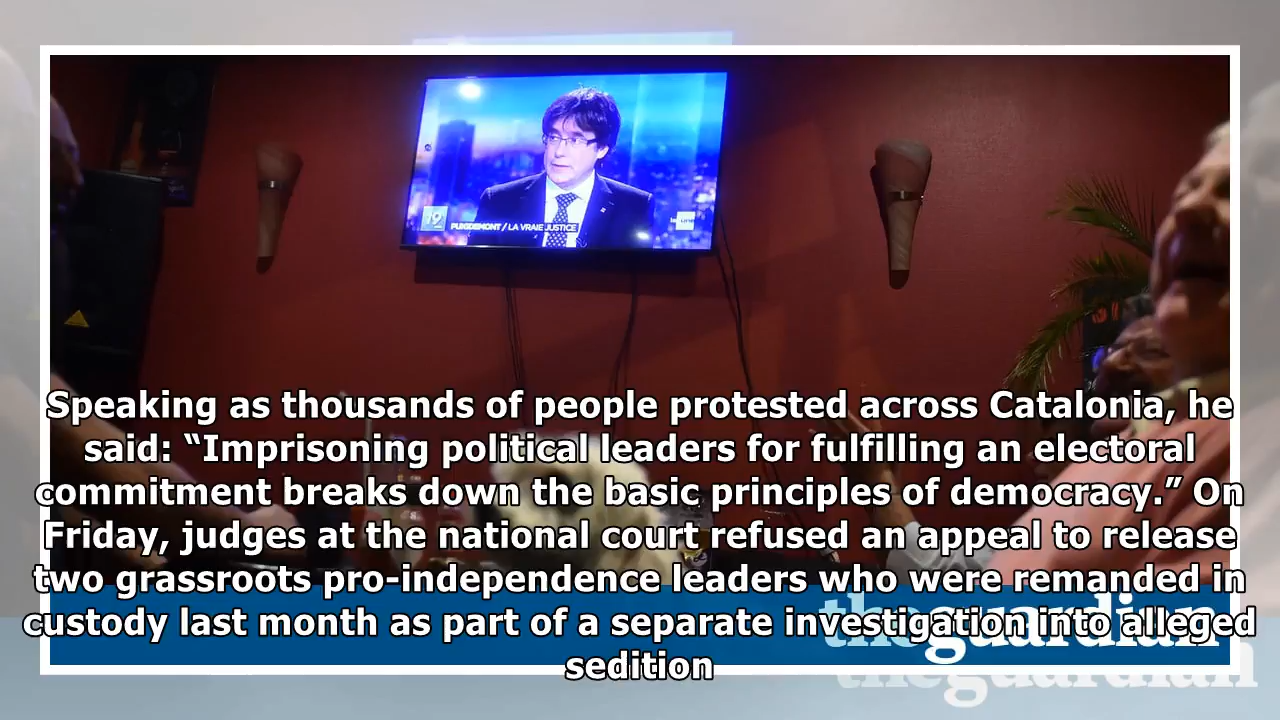 19
PUIGDEMONT / LA VRAIE JUSTICE
la une
Speaking as thousands of people protested across Catalonia, he
said: “Imprisoning political leaders for fulfilling an electoral
commitment breaks down the basic principles of democracy.” On
Friday, judges at the national court refused an appeal to release
two grassroots pro-independence leaders who were remanded in
custody last month as part of a separate investigation into alleged
sedition
theguardian
theguardian